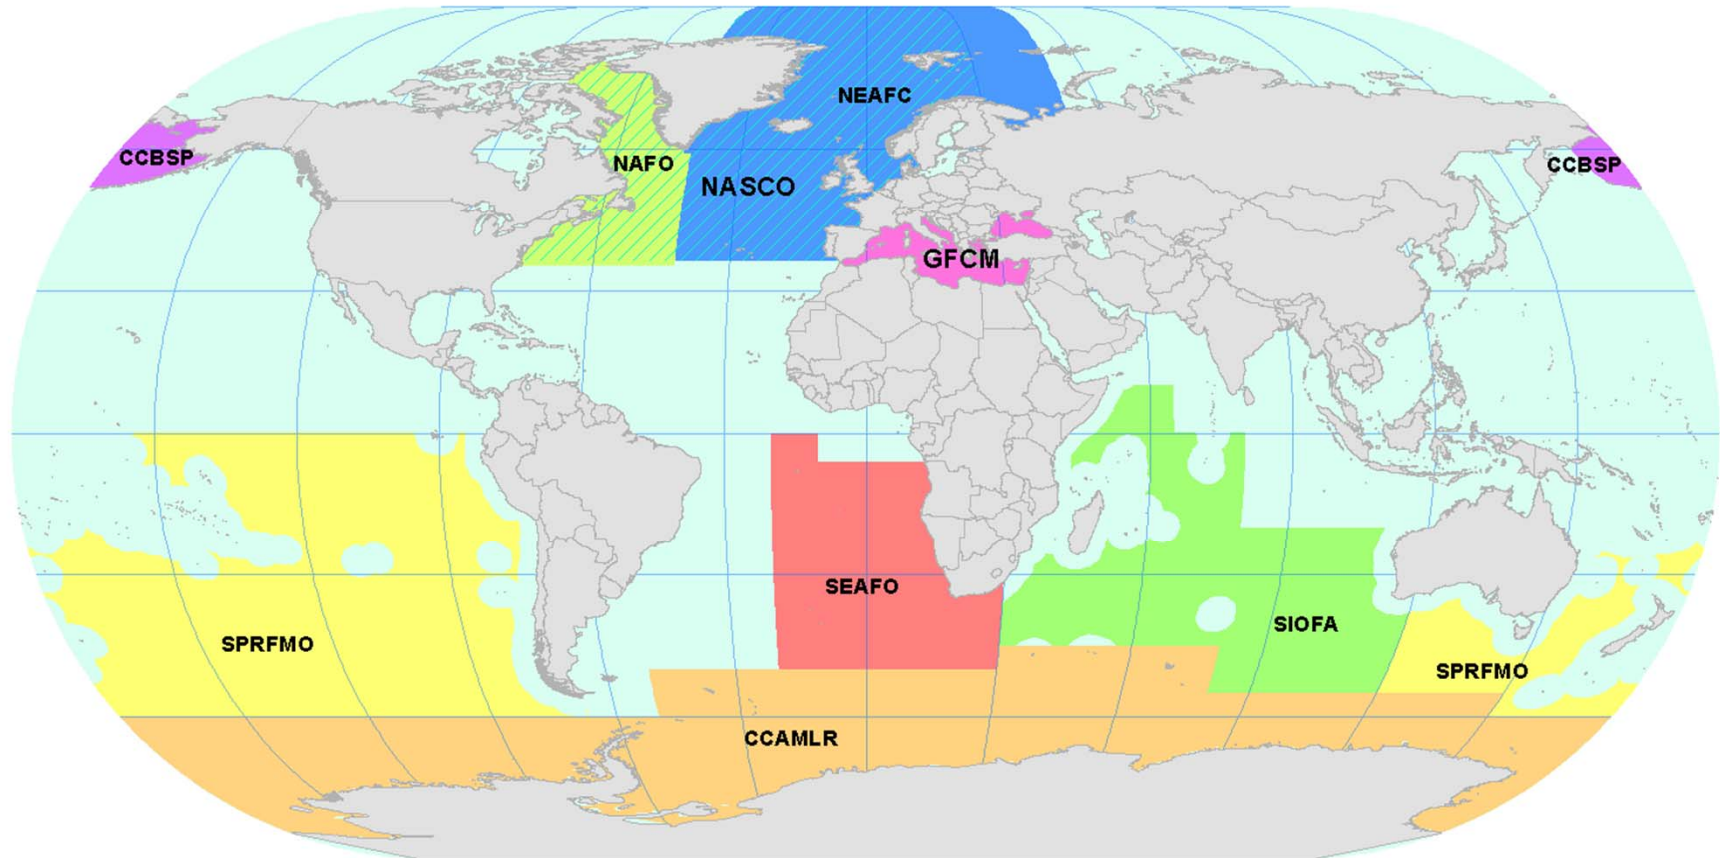 NEAFC
CCBSP
NAFO
CCBSP
NASCO
GFCM
SEAFO
SIOFA
SPRFMO
SPRFMO
CCAMLR